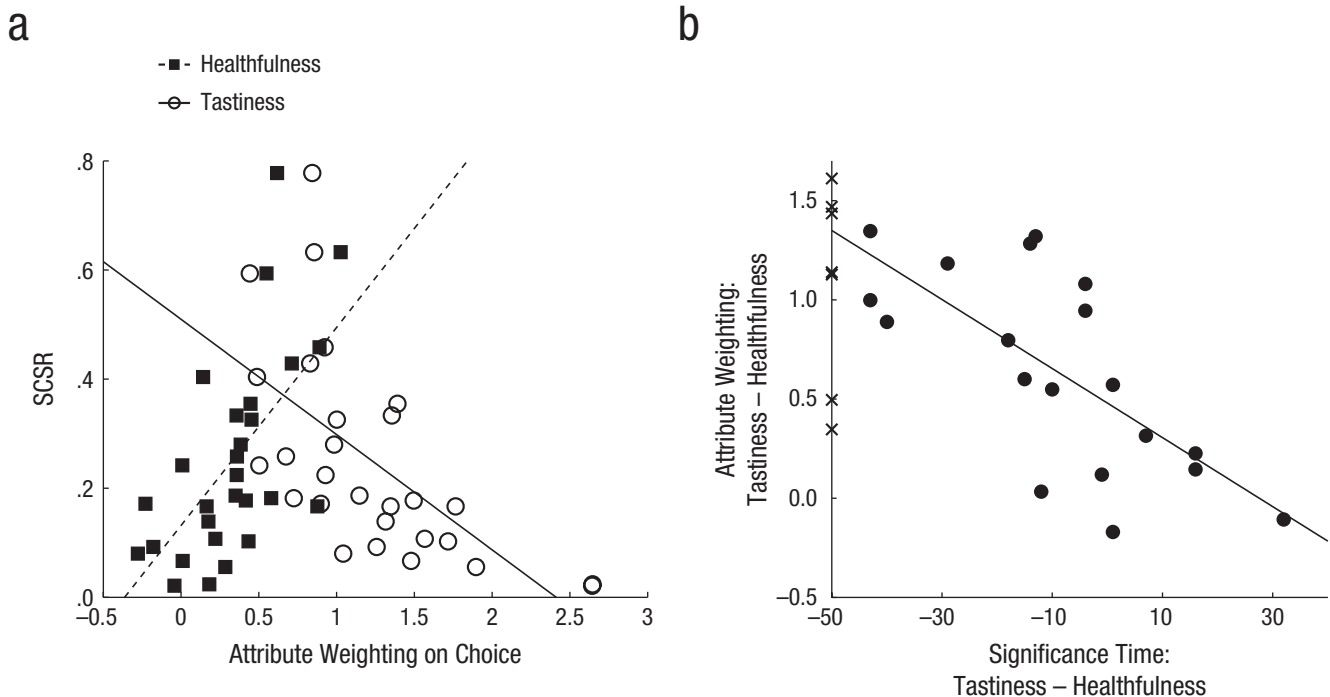 a
Healthfulness
Tastiness
.8
.6
.4
.2
.0
SCSR
–0.5
0
0.5
1
1.5
2
2.5
3
Attribute Weighting on Choice
b
1.5
1.0
0.5
0.0
–0.5
Attribute Weighting:
Tastiness – Healthfulness
–50
–30
–10
10
30
Significance Time:
Tastiness – Healthfulness